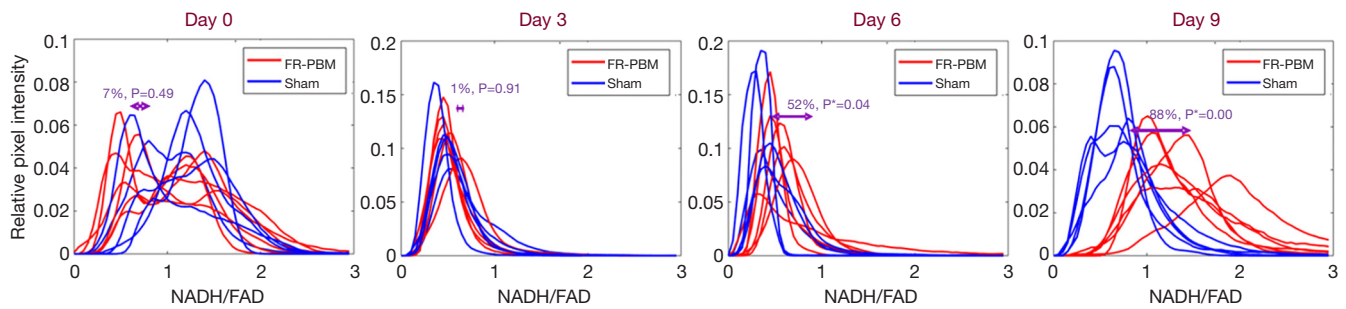 Day 0
Day 3
Day 6
Day 9
Relative pixel intensity
0.1
0.08
0.06
0.04
0.02
0
7%, P=0.49
FR-PBM
Sham
0
1
2
3
NADH/FAD
0.2
0.15
0.1
0.05
0
1%, P=0.91
FR-PBM
Sham
0
1
2
3
NADH/FAD
0.2
0.15
0.1
0.05
0
52%, P*=0.04
FR-PBM
Sham
0
1
2
3
NADH/FAD
0.1
0.08
0.06
0.04
0.02
0
88%, P*=0.00
FR-PBM
Sham
0
1
2
3
NADH/FAD